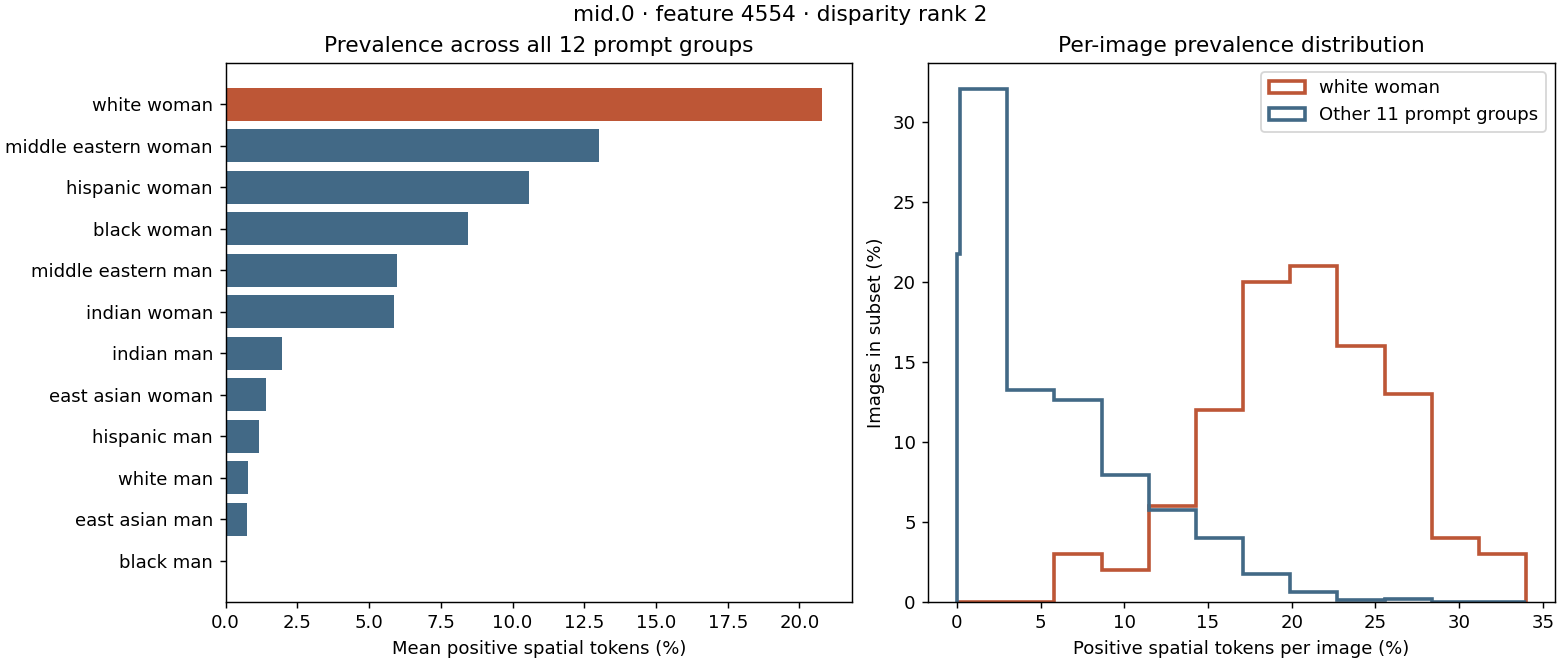 mid.0 · feature 4554 · disparity rank 2
Prevalence across all 12 prompt groups
white woman
middle eastern woman
hispanic woman
black woman
middle eastern man
indian woman
indian man
east asian woman
hispanic man
white man
east asian man
black man
0.0 2.5 5.0 7.5 10.0 12.5 15.0 17.5 20.0
Mean positive spatial tokens (%)
Per-image prevalence distribution
white woman
Other 11 prompt groups
Images in subset (%)
30
25
20
15
10
5
0
0 5 10 15 20 25 30 35
Positive spatial tokens per image (%)